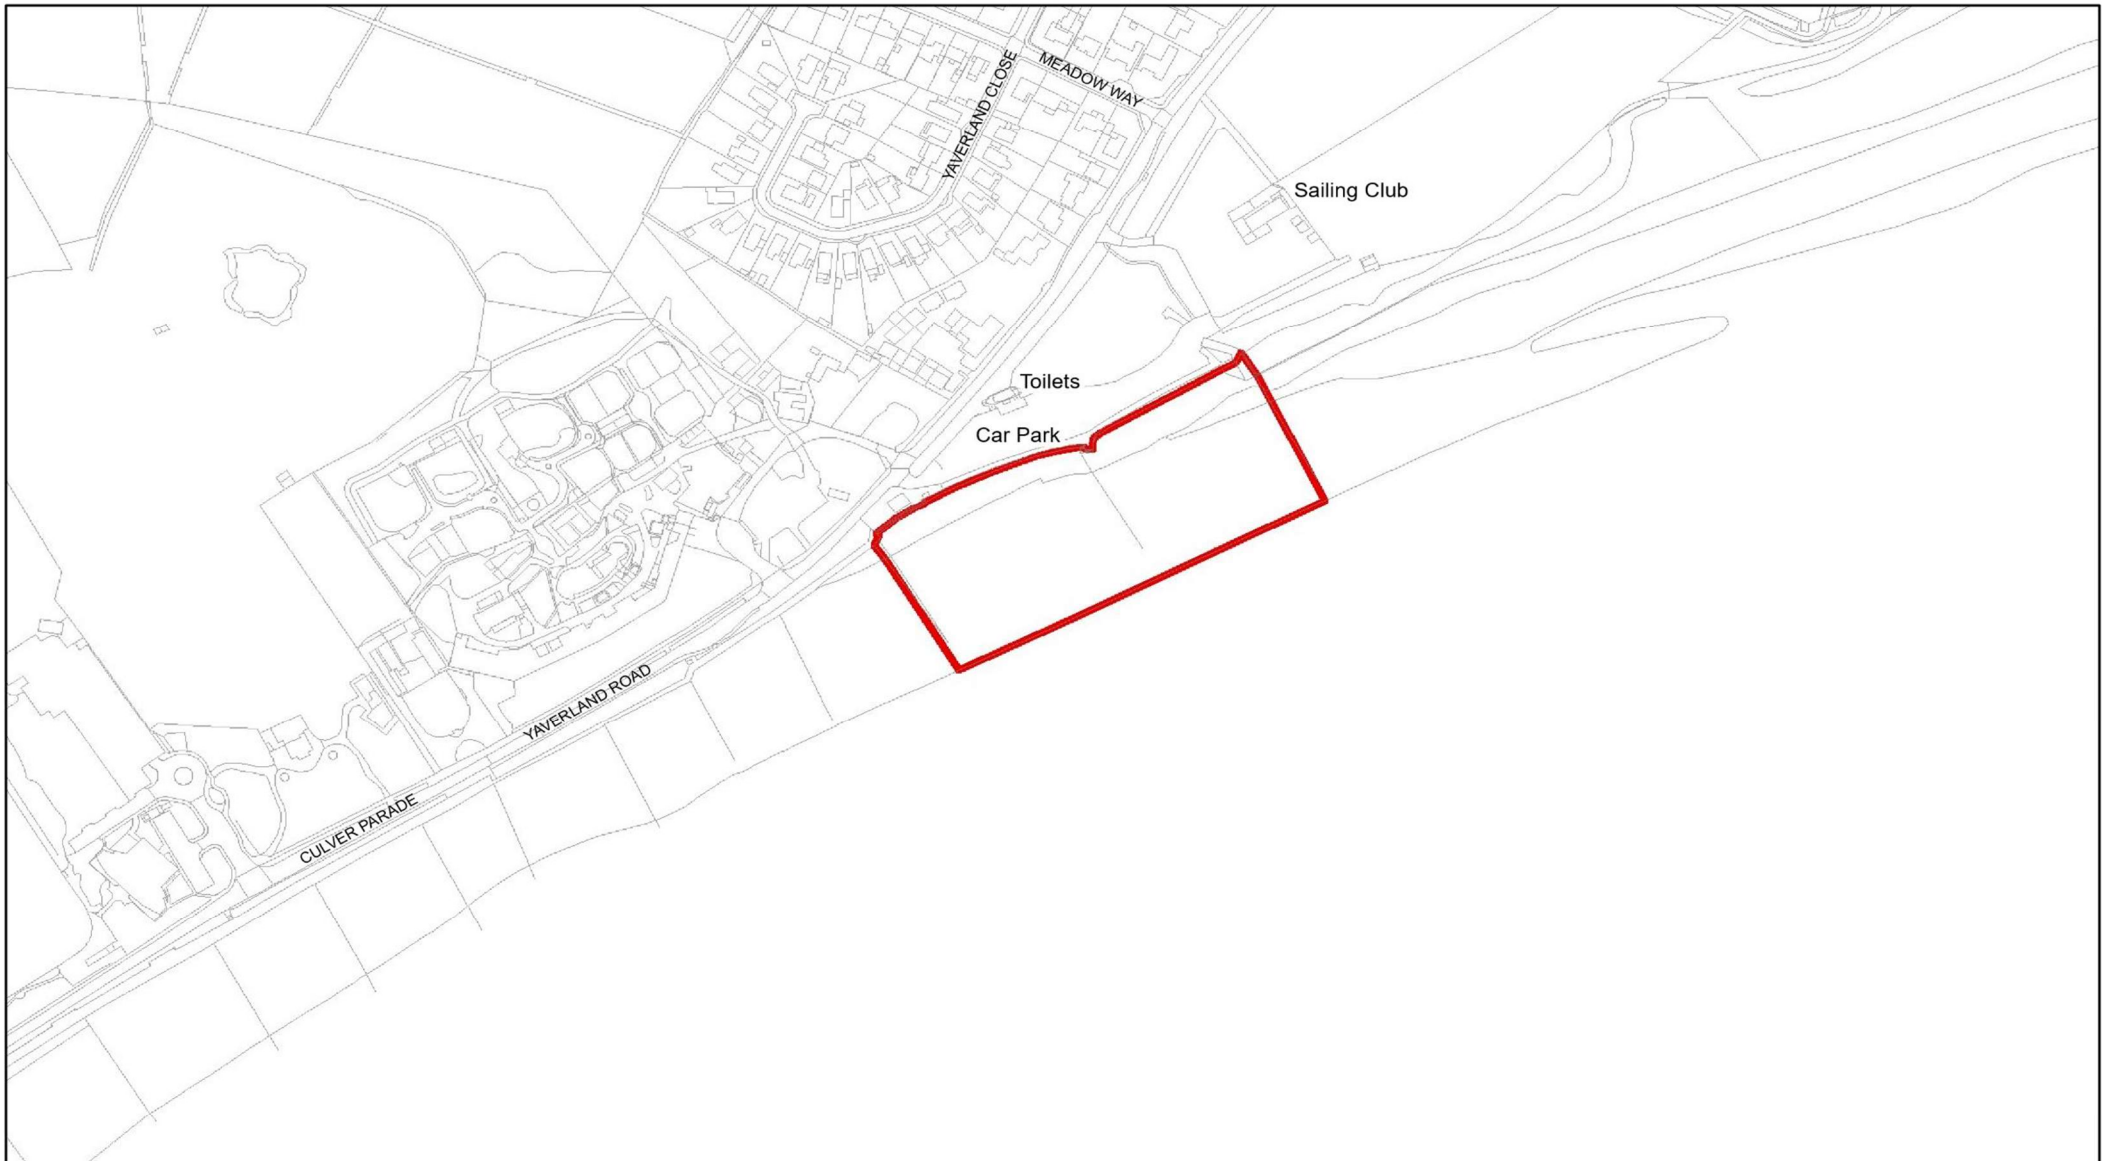 MEADOW WAY
YAVERLAND CLOSE
Sailing Club
Toilets
Car Park
YAVERLAND ROAD
CULVER PARADE